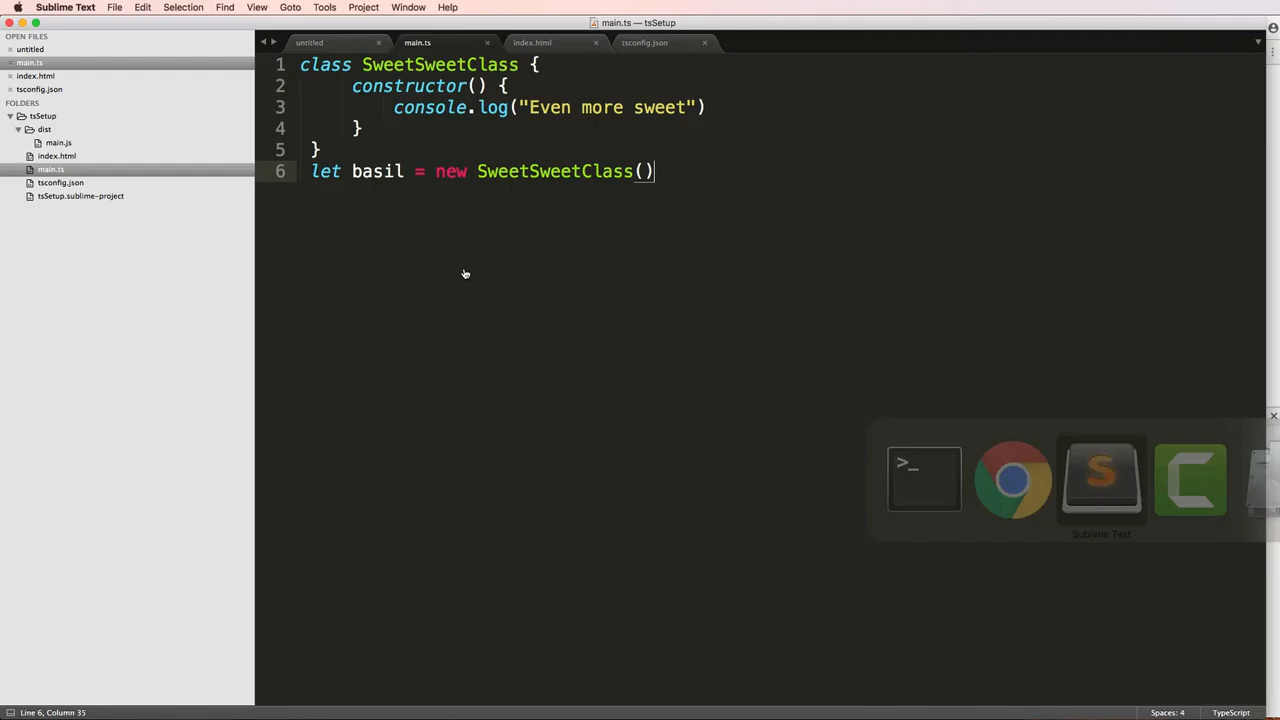 Sublime Text File Edit Selection Find View Goto Tools Project Window Help
main.ts — tsSetup
OPEN FILES
untitled
main.ts
index.html
tsconfig.json
FOLDERS
tsSetup
dist
main.js
index.html
main.ts
tsconfig.json
tsSetup.sublime-project
untitled main.ts index.html tsconfig.json
1 class SweetSweetClass {
2 constructor() {
3 console.log("Even more sweet")
4 }
5 }
6 let basil = new SweetSweetClass()
>_
Sublime Text
Line 6, Column 35
Spaces: 4
TypeScript